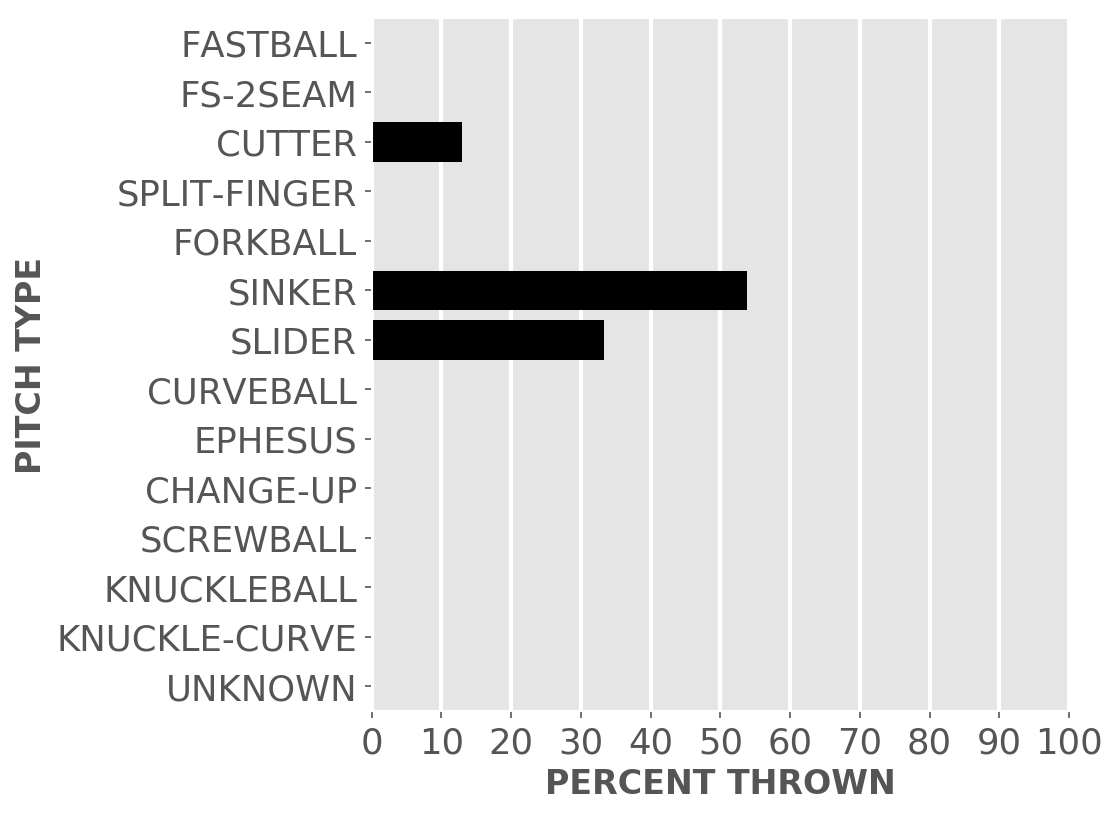 FASTBALL
FS-2SEAM
CUTTER
SPLIT-FINGER
FORKBALL
SINKER
SLIDER
CURVEBALL
EPHESUS
CHANGE-UP
SCREWBALL
KNUCKLEBALL
KNUCKLE-CURVE
UNKNOWN
PITCH TYPE
0 10 20 30 40 50 60 70 80 90 100
PERCENT THROWN